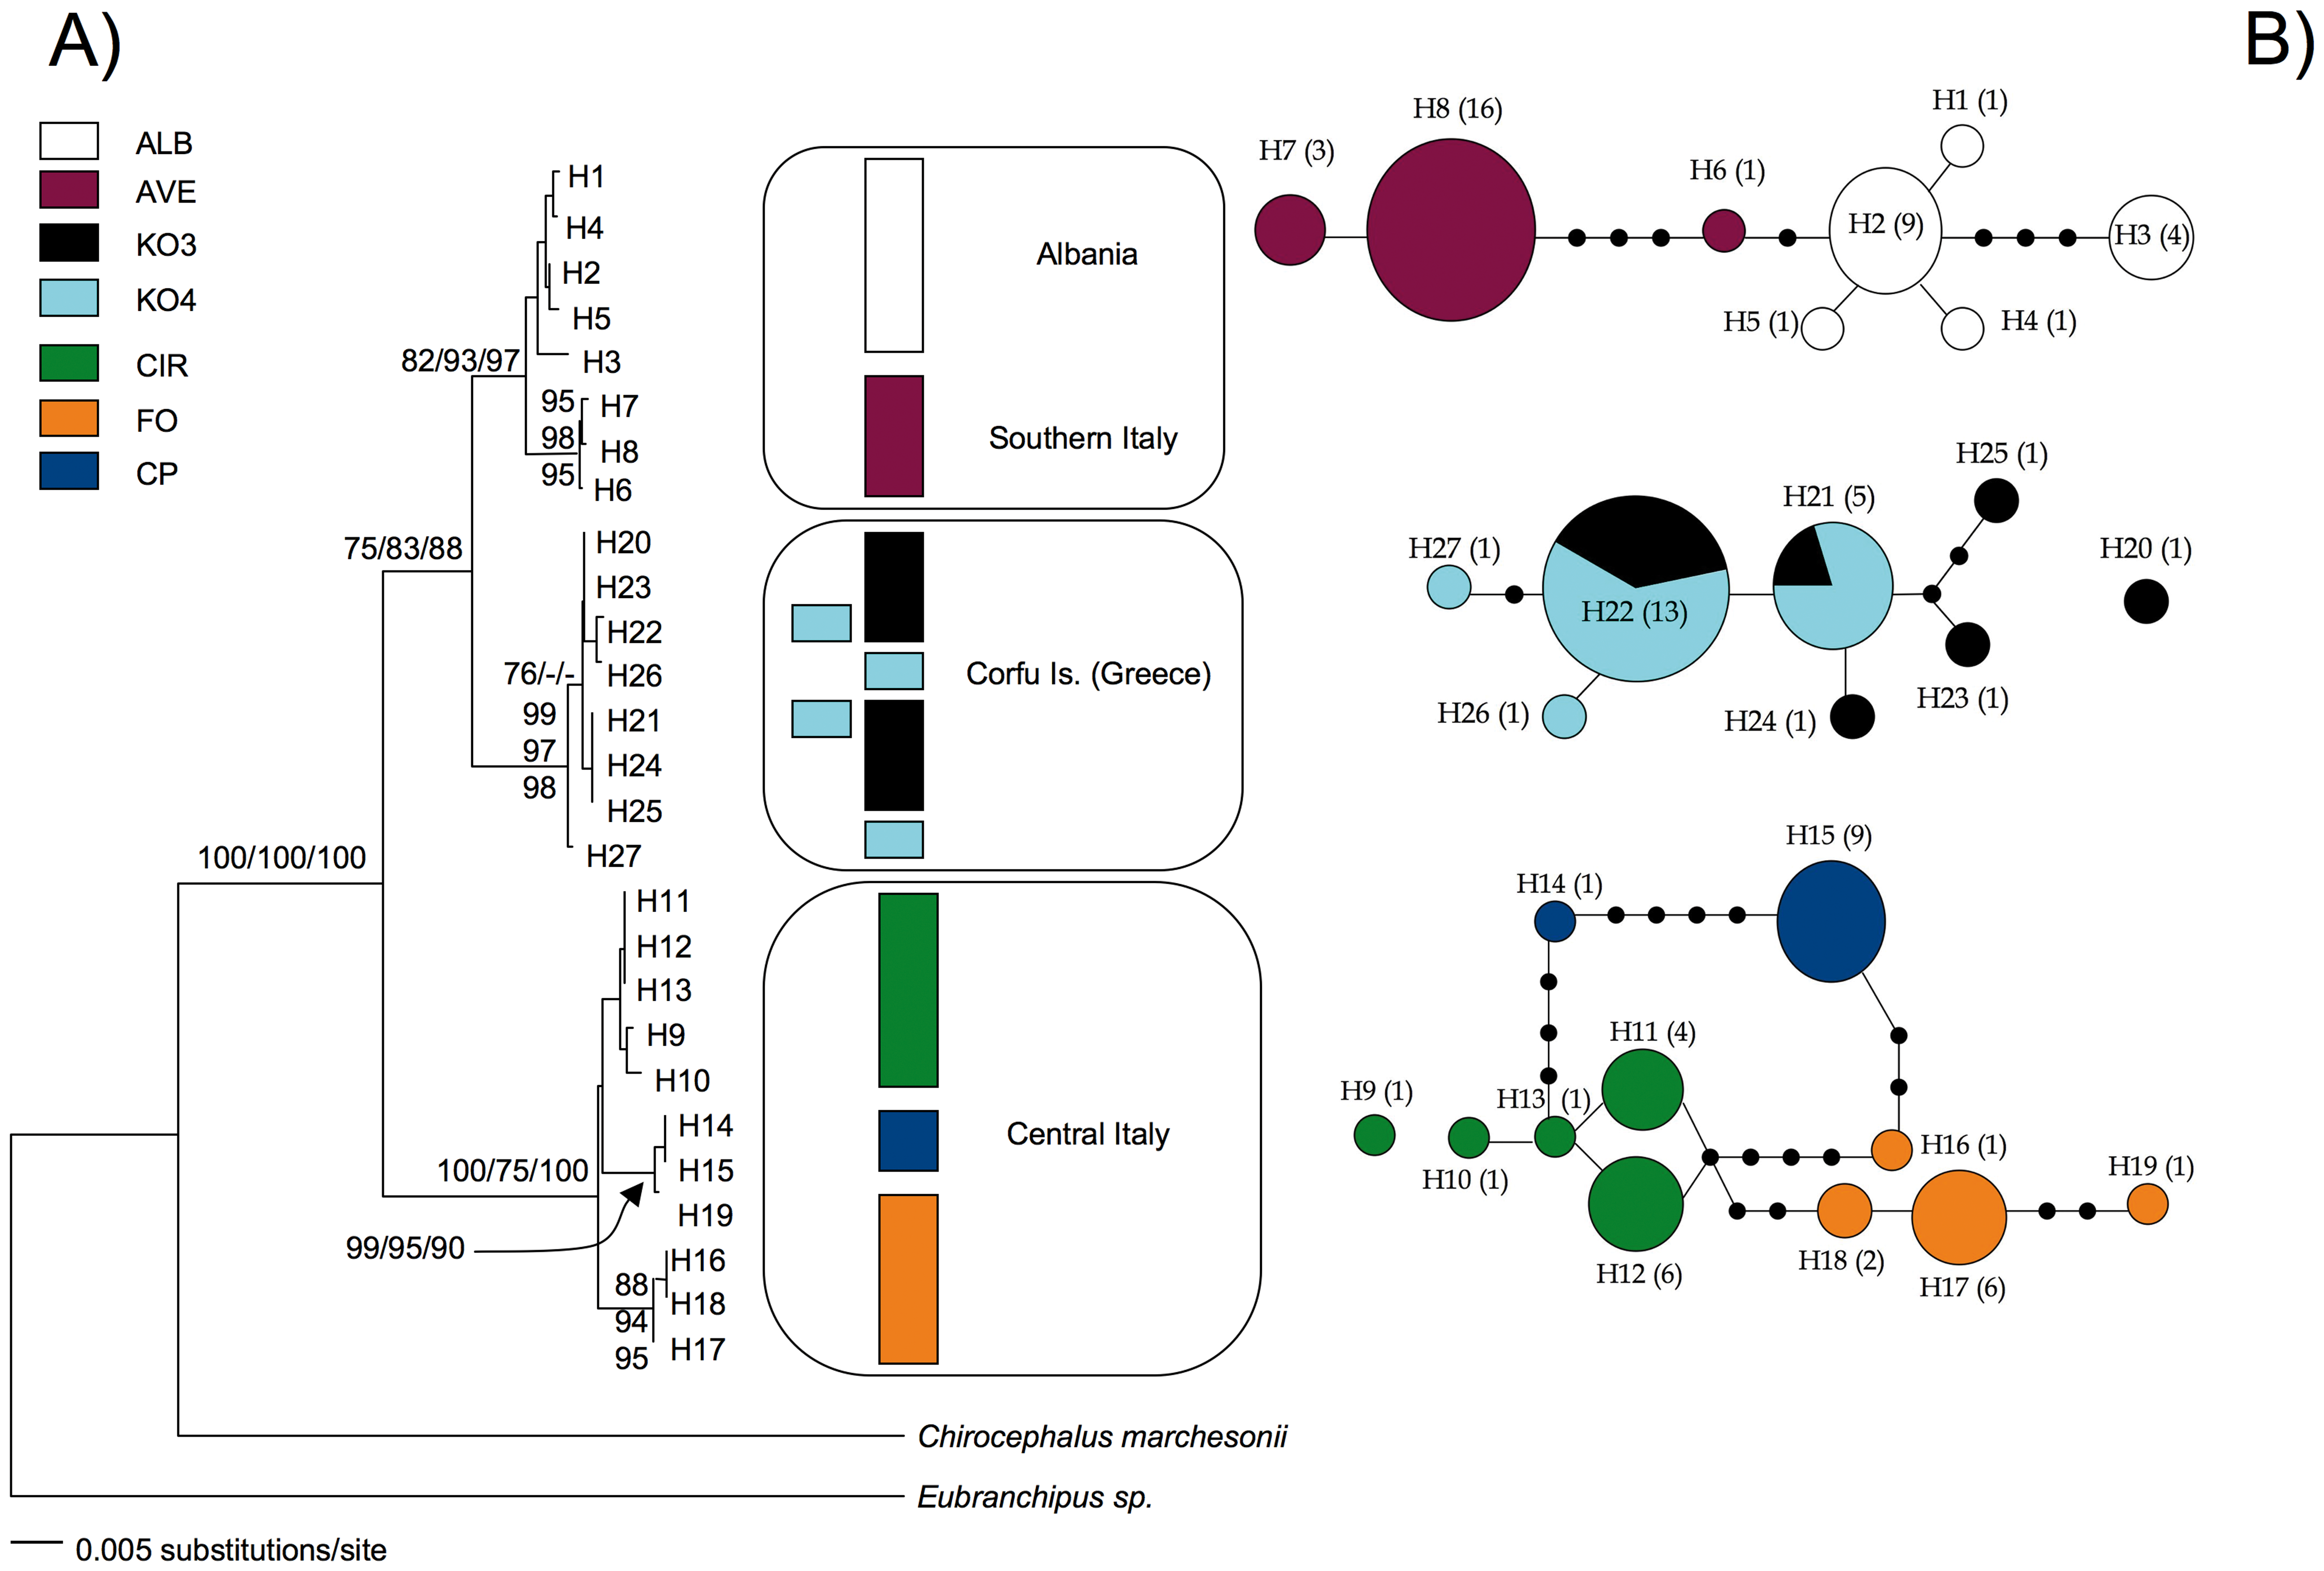 A)
B)
ALB
AVE
KO3
KO4
CIR
FO
CP
H1
H4
H2
H5
H3
82/93/97
95
98
95
H7
H8
H6
75/83/88
H20
H23
H22
H26
H21
H24
H25
H27
76/-/-
99
97
98
100/100/100
H11
H12
H13
H9
H10
H14
H15
H19
H16
H18
H17
100/75/100
99/95/90
88
94
95
Albania
Southern Italy
Corfu Is. (Greece)
Central Italy
Chirocephalus marchesonii
Eubranchipus sp.
0.005 substitutions/site
H7 (3)
H8 (16)
H6 (1)
H2 (9)
H1 (1)
H3 (4)
H5 (1)
H4 (1)
H27 (1)
H22 (13)
H21 (5)
H25 (1)
H20 (1)
H26 (1)
H24 (1)
H23 (1)
H15 (9)
H14 (1)
H11 (4)
H9 (1)
H13 (1)
H10 (1)
H12 (6)
H16 (1)
H18 (2)
H17 (6)
H19 (1)